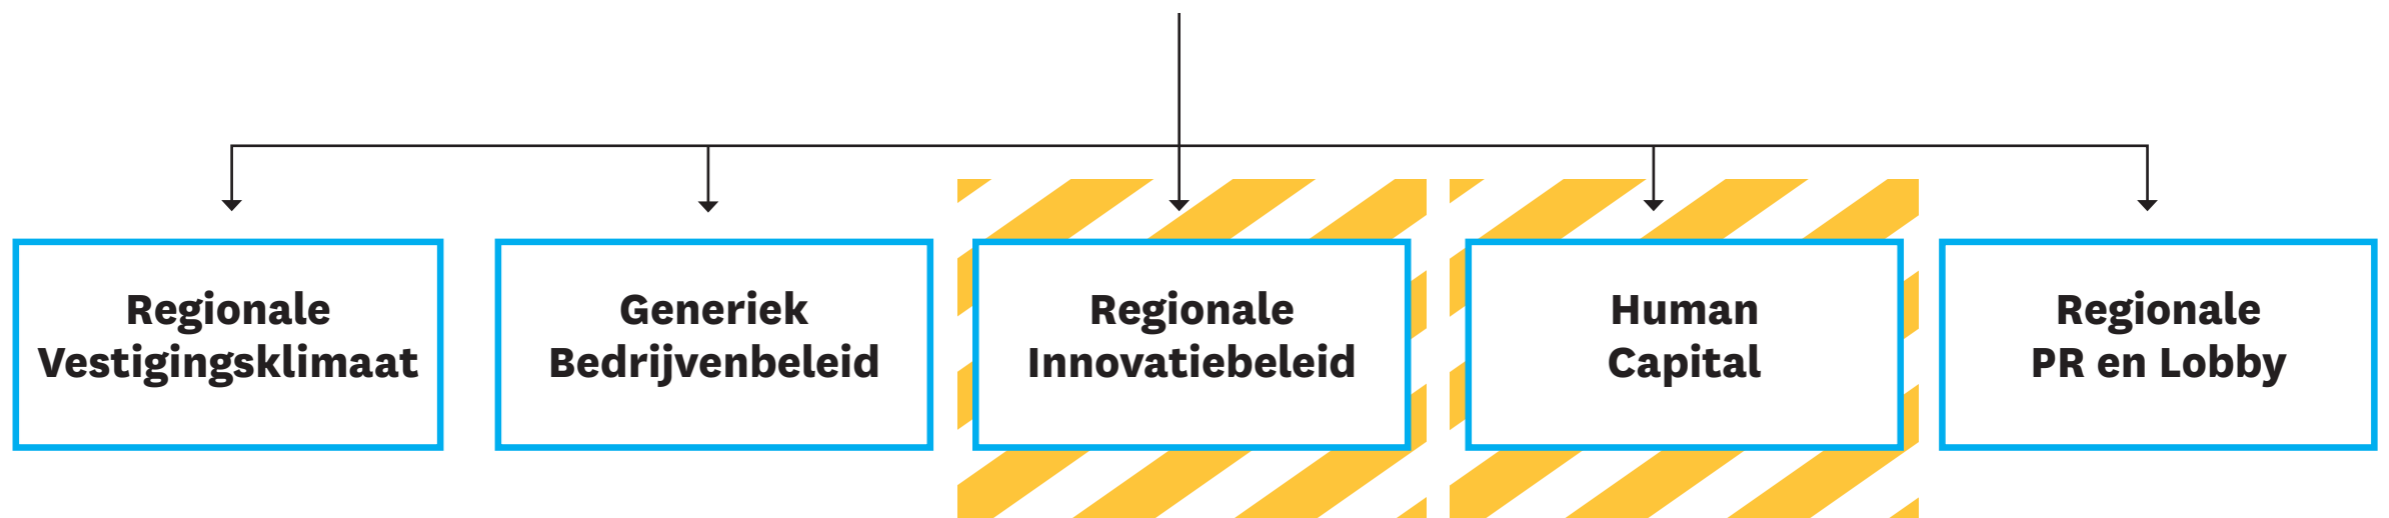 Regionale
Vestigingsklimaat
Generiek
Bedrijvenbeleid
Regionale
Innovatiebeleid
Human
Capital
Regionale
PR en Lobby